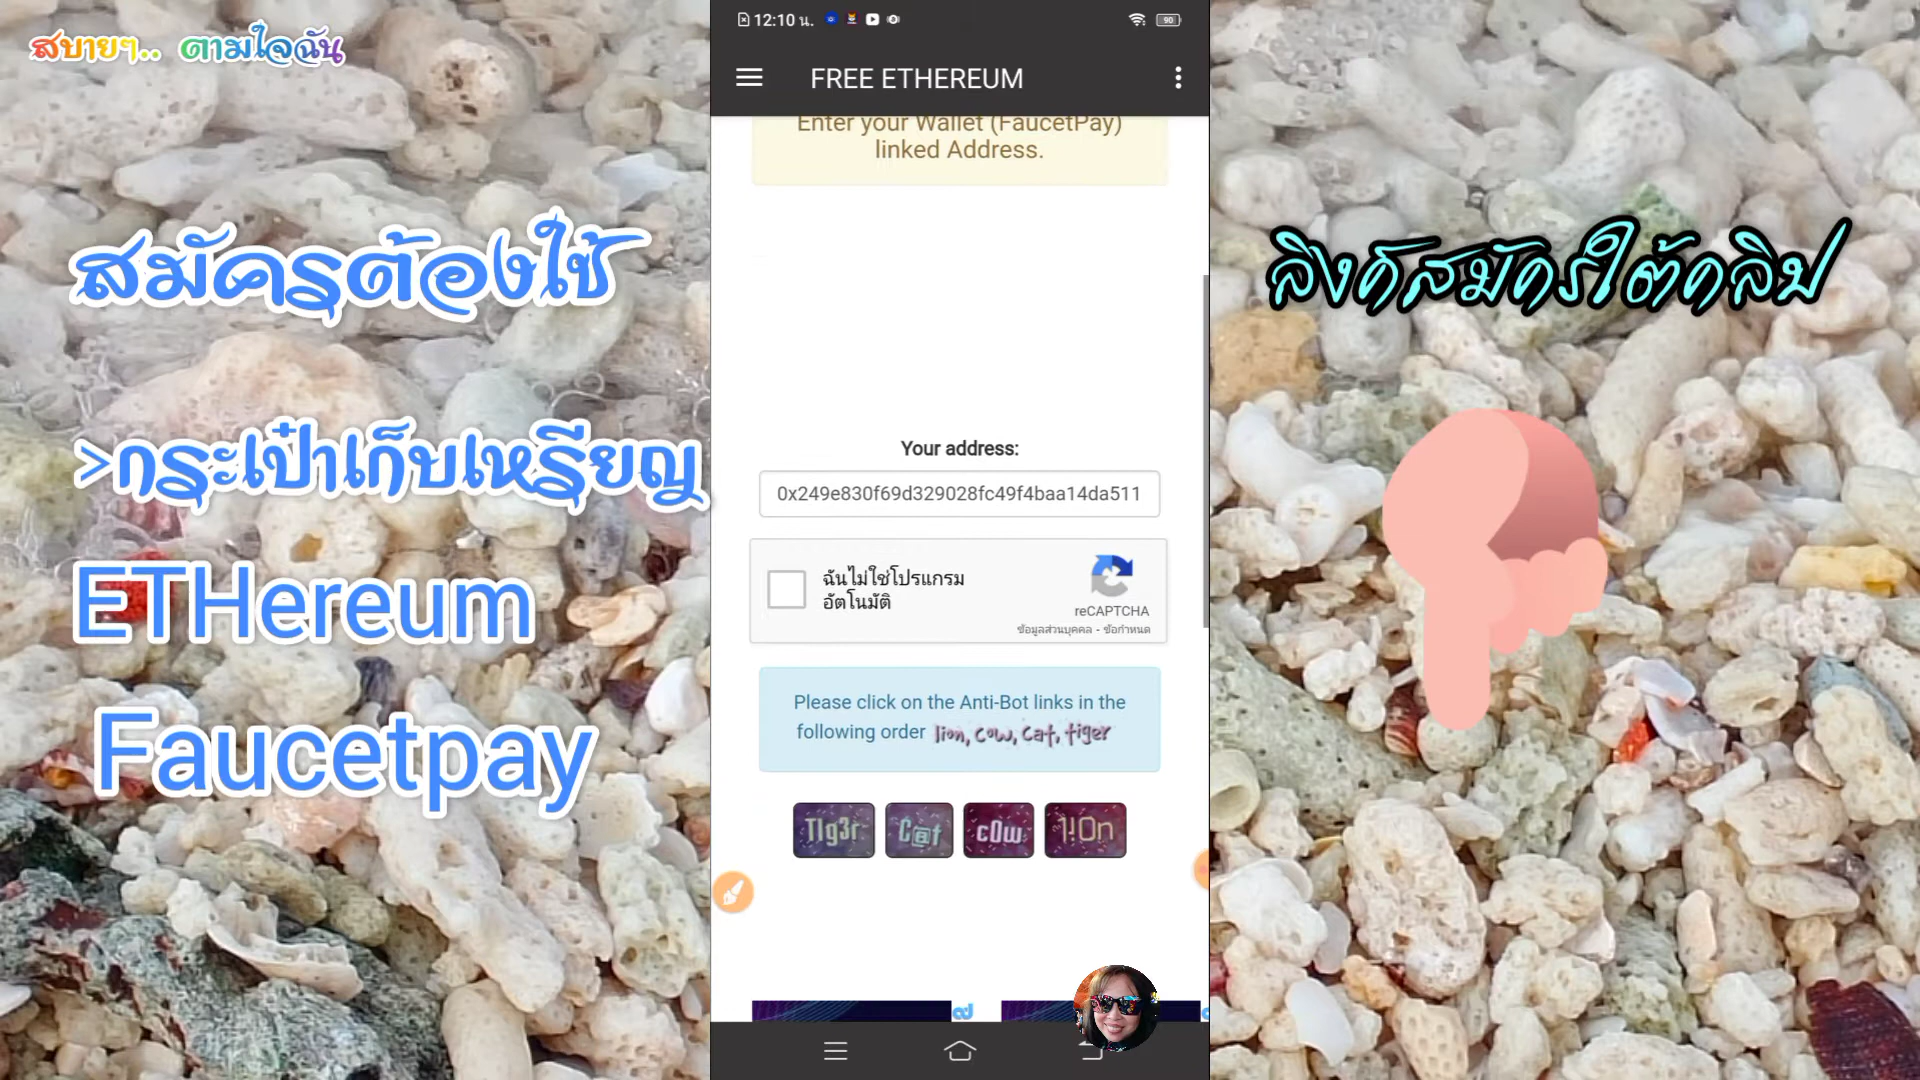 สบายๆ.. ตามใจฉัน
สมัครต้องใช้
>กระเป๋าเก็บเหรียญ
ETHereum
Faucetpay
12:10 น.
90
FREE ETHEREUM
Enter your Wallet (FaucetPay)
linked Address.
Your address:
0x249e830f69d329028fc49f4baa14da511
ฉันไม่ใช่โปรแกรม
อัตโนมัติ
reCAPTCHA
ข้อมูลส่วนบุคคล - ข้อกำหนด
Please click on the Anti-Bot links in the
following order lion, cow, cat, tiger
TIg3r C@t c0w 1!On
ลิงค์สมัครใต้คลิป